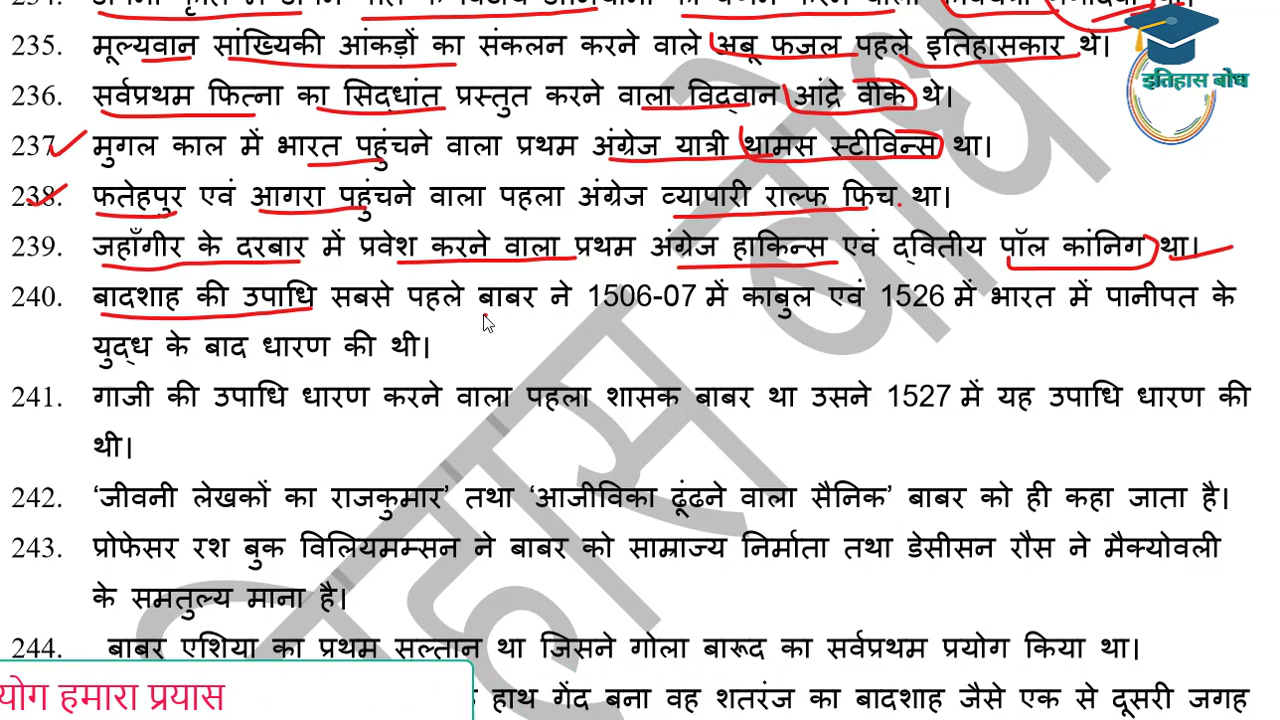 235. मूल्यवान सांख्यिकी आंकड़ों का संकलन करने वाले अबू फजल पहले इतिहासकार थे।
इतिहास बोध
236. सर्वप्रथम फित्ना का सिद्धांत प्रस्तुत करने वाला विद्वान आंद्रे वींके थे।
237. मुगल काल में भारत पहुंचने वाला प्रथम अंग्रेज यात्री थामस स्टीविन्स था।
238. फतेहपुर एवं आगरा पहुंचने वाला पहला अंग्रेज व्यापारी राल्फ फिच था।
239. जहाँगीर के दरबार में प्रवेश करने वाला प्रथम अंग्रेज हाकिन्स एवं द्वितीय पॉल कांनिग था।
240. बादशाह की उपाधि सबसे पहले बाबर ने 1506-07 में काबुल एवं 1526 में भारत में पानीपत के
युद्ध के बाद धारण की थी।
241. गाजी की उपाधि धारण करने वाला पहला शासक बाबर था उसने 1527 में यह उपाधि धारण की
थी।
242. ‘जीवनी लेखकों का राजकुमार’ तथा ‘आजीविका ढूंढने वाला सैनिक’ बाबर को ही कहा जाता है।
243. प्रोफेसर रश बुक विलियमम्सन ने बाबर को साम्राज्य निर्माता तथा डेसीसन रौस ने मैक्योवली
के समतुल्य माना है।
244. बाबर एशिया का प्रथम सुल्तान था जिसने गोला बारूद का सर्वप्रथम प्रयोग किया था।
हाथ गेंद बना वह शतरंज का बादशाह जैसे एक से दूसरी जगह
योग हमारा प्रयास